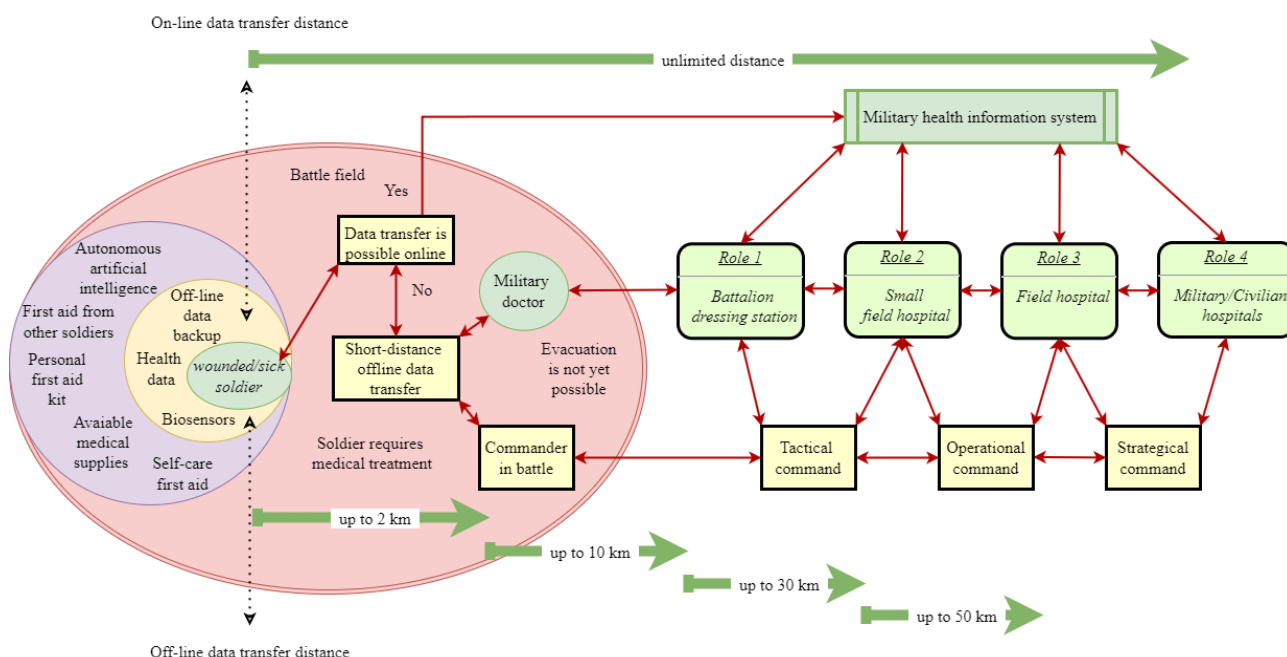 On-line data transfer distance
unlimited distance
Military health information system
Battle field
Yes
Data transfer is
possible online
No
Military
doctor
Short-distance
offline data
transfer
Evacuation
is not yet
possible
Commander
in battle
Soldier requires
medical treatment
Autonomous
artificial
intelligence
First aid from
other soldiers
Personal
first aid
kit
Avaiable
medical
supplies
Self-care
first aid
Off-line
data
backup
Health
data
wounded/sick
soldier
Biosensors
Role 1
Battalion
dressing station
Role 2
Small
field hospital
Role 3
Field hospital
Role 4
Military/Civilian
hospitals
Tactical
command
Operational
command
Strategical
command
up to 2 km
up to 10 km
up to 30 km
up to 50 km
Off-line data transfer distance